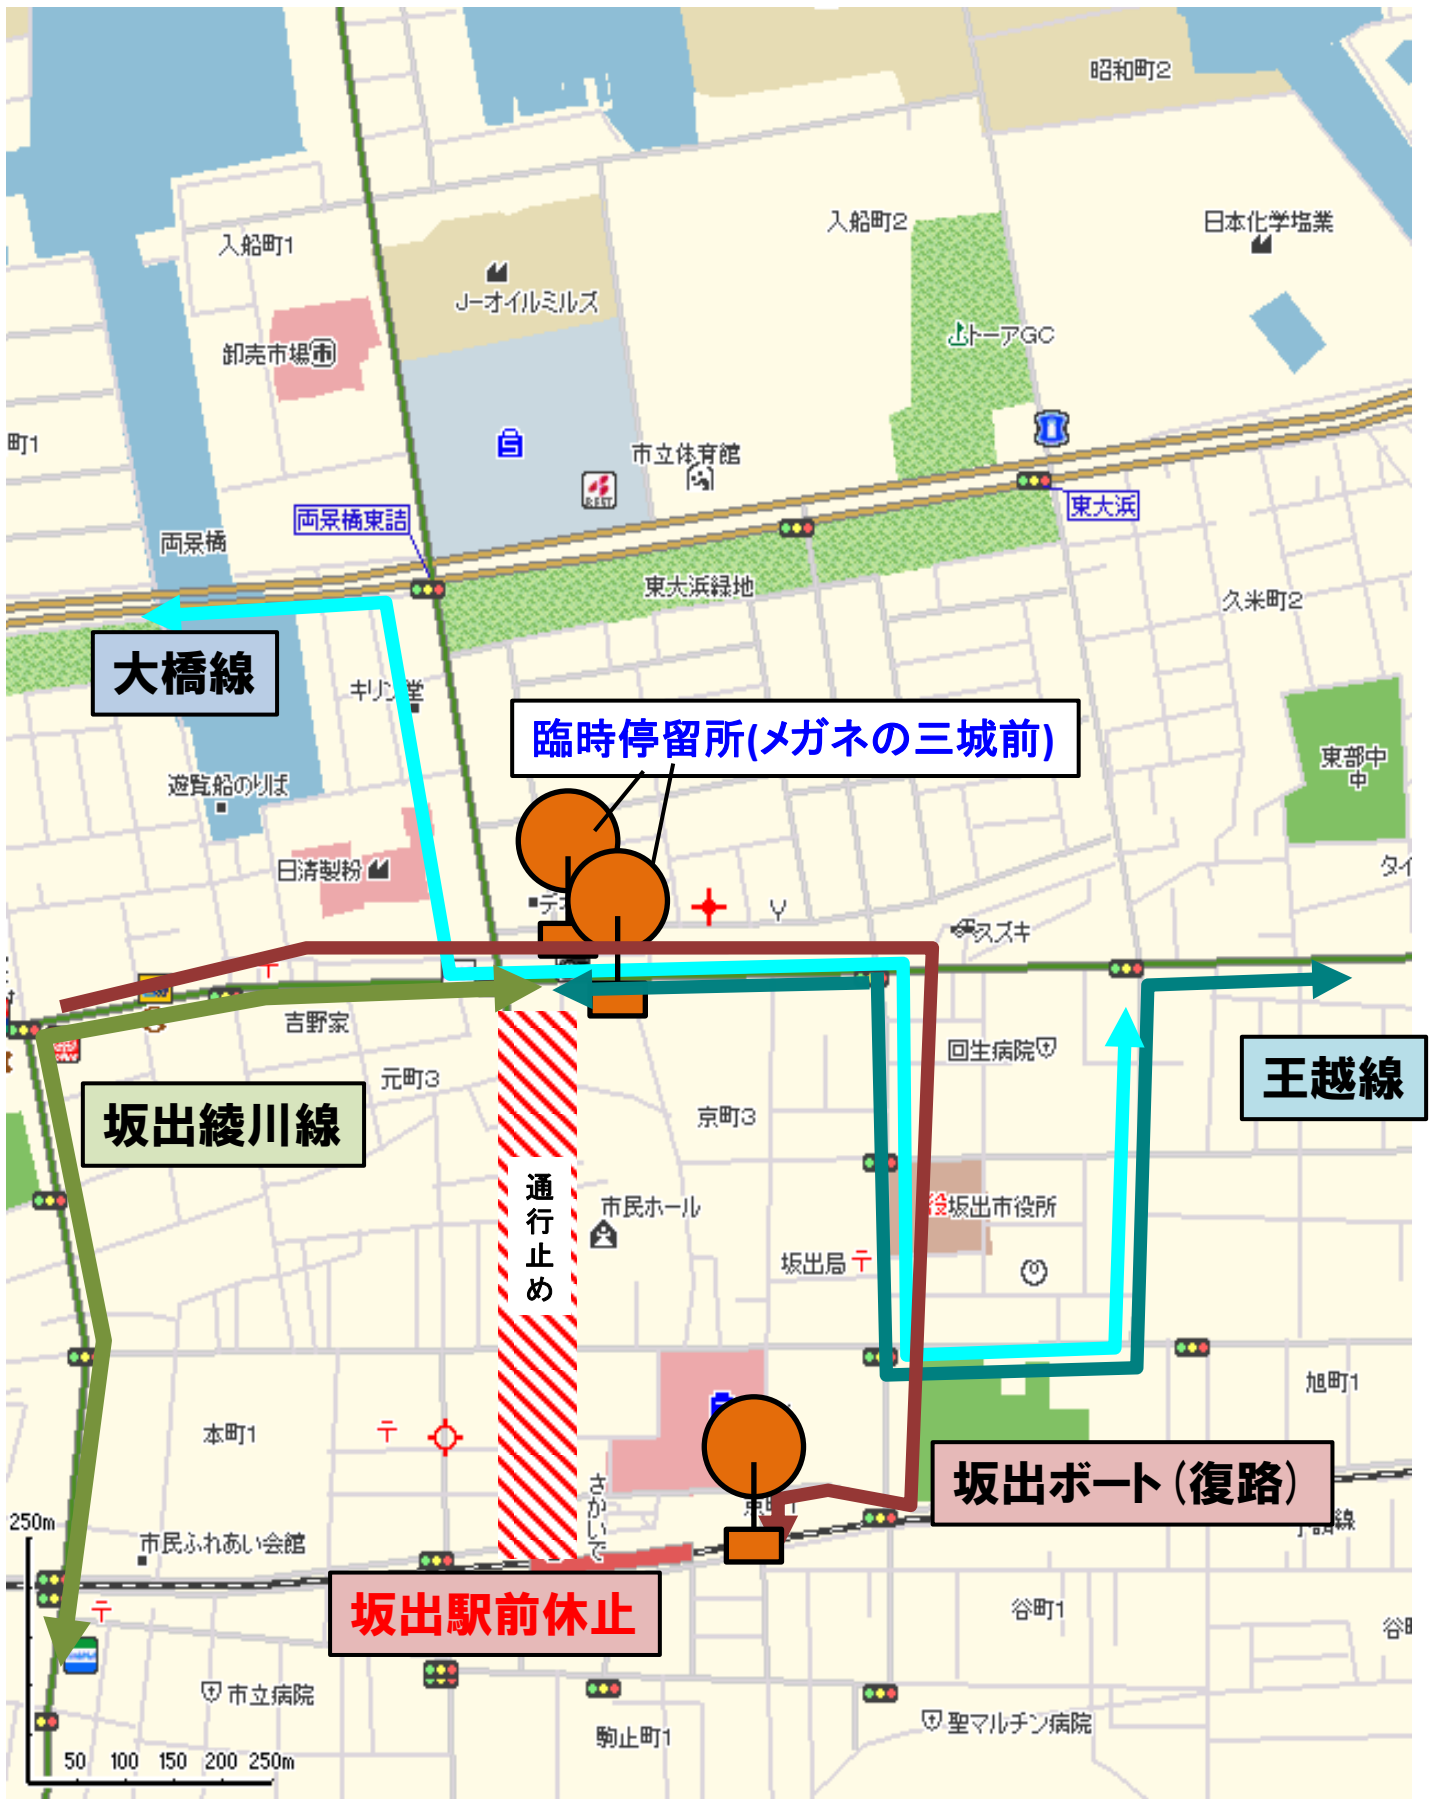 昭和町2
入船町2
日本化学塩業
入船町1
J-オイルミルズ
トーアGC
卸売市場
町1
市立体育館
両景橋東詰
東大浜
両景橋
東大浜緑地
久米町2
大橋線
キリン堂
臨時停留所(メガネの三城前)
東部中
中
遊覧船のりば
日清製粉
タイ
スズキ
吉野家
回生病院
元町3
王越線
坂出綾川線
京町3
通行止め
市民ホール
坂出市役所
坂出局
旭町1
本町1
坂出ボート(復路)
さかいで
250m
市民ふれあい会館
坂出駅前休止
谷町1
市立病院
聖マルチン病院
駒止町1
50 100 150 200 250m